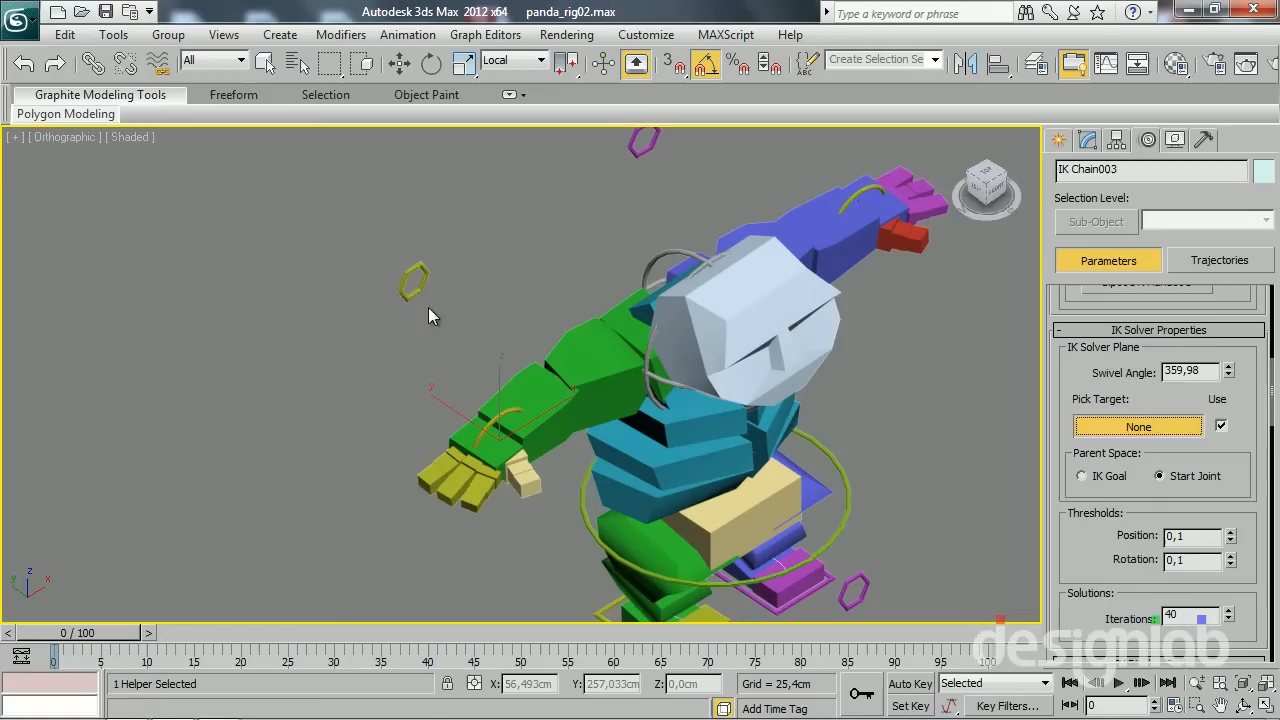 Autodesk 3ds Max 2012 x64 panda_rig02.max
Type a keyword or phrase
Edit Tools Group Views Create Modifiers Animation Graph Editors Rendering Customize MAXScript Help
All Local 3 Create Selection Se
ABC
Graphite Modeling Tools Freeform Selection Object Paint
Polygon Modeling
[ + ] [ Orthographic ] [ Shaded ]
IK Chain003
Selection Level:
Sub-Object
Parameters Trajectories
IK Solver Properties
IK Solver Plane
Swivel Angle: 359,98
Pick Target: Use
None
Parent Space:
IK Goal Start Joint
Thresholds:
Position: 0,1
Rotation: 0,1
Solutions:
Iterations: 40
z
y
z
y x
designlab
< 0 / 100 >
0 5 10 15 20 25 30 35 40 45 50 55 60 65 70 75 80 85 90 95 100
1 Helper Selected X: 56,493cm Y: 257,033cm Z: 0,0cm Grid = 25,4cm Auto Key Selected
Add Time Tag Set Key Key Filters... 0